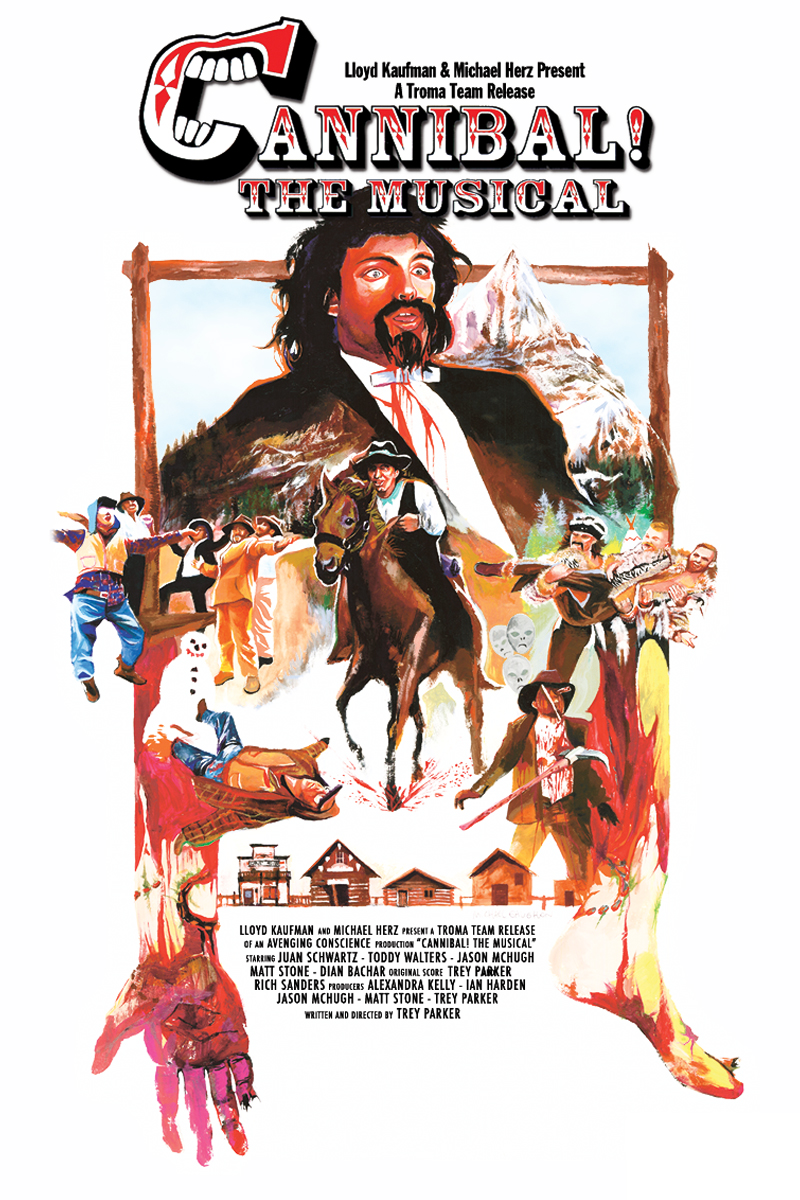 Lloyd Kaufman & Michael Herz Present
A Troma Team Release
CANNIBAL!
THE MUSICAL
LLOYD KAUFMAN AND MICHAEL HERZ PRESENT A TROMA TEAM RELEASE
OF AN AVENGING CONSCIENCE PRODUCTION "CANNIBAL! THE MUSICAL"
STARRING JUAN SCHWARTZ - TODDY WALTERS - JASON MCHUGH
MATT STONE - DIAN BACHAR ORIGINAL SCORE TREY PARKER
RICH SANDERS PRODUCERS ALEXANDRA KELLY - IAN HARDEN
JASON MCHUGH - MATT STONE - TREY PARKER
WRITTEN AND DIRECTED BY TREY PARKER